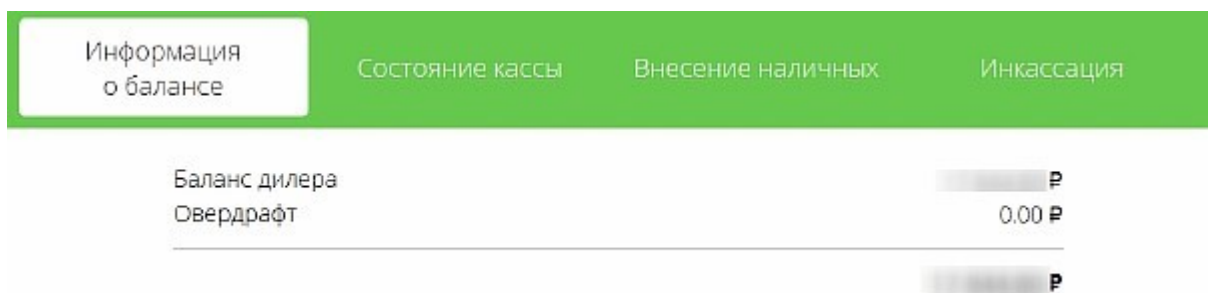 Информация
о балансе
Состояние кассы
Внесение наличных
Инкассация
Баланс дилера ₽
Овердрафт 0.00 ₽
₽